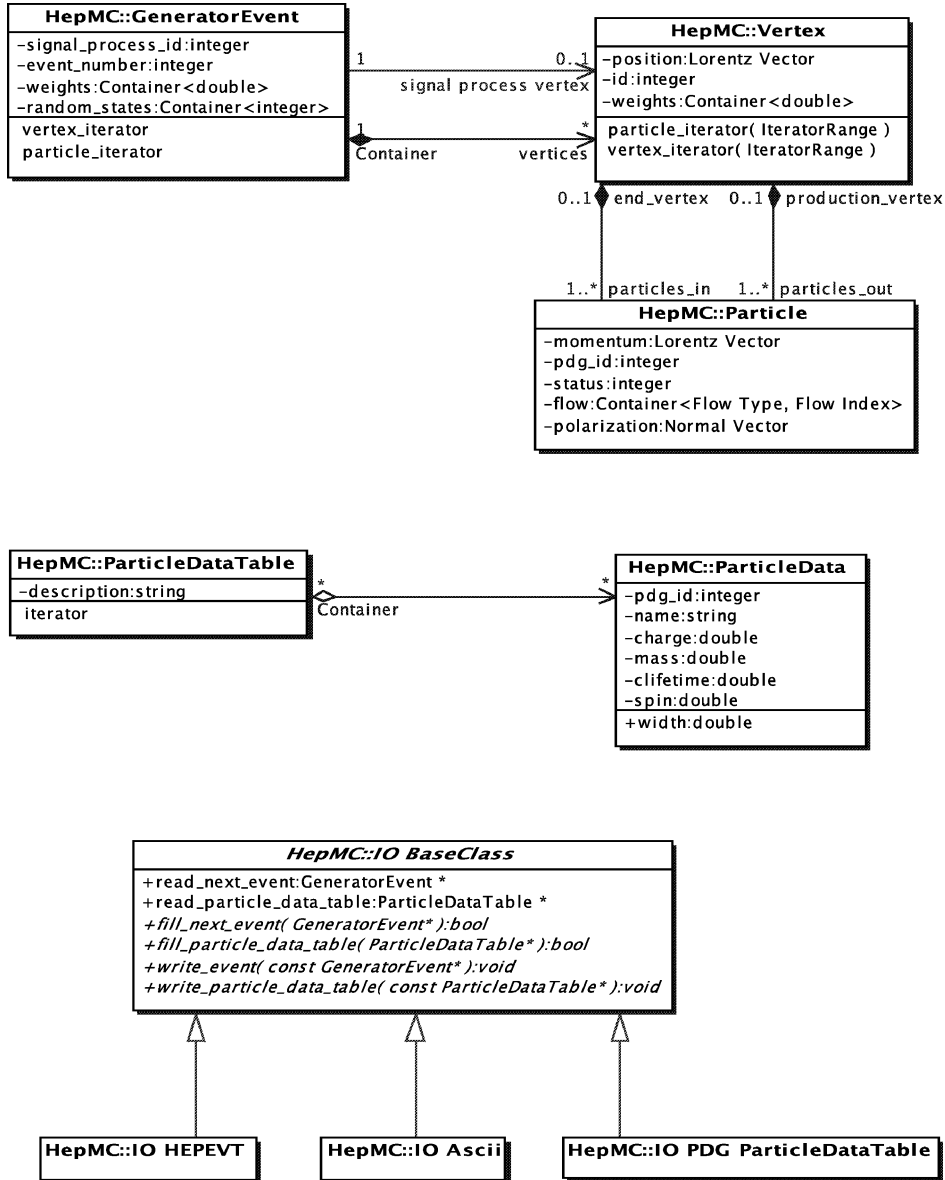 HepMC::GeneratorEvent
-signal_process_id:integer
-event_number:integer
-weights:Container<double>
-random_states:Container<integer>
vertex_iterator
particle_iterator
1
0..1
signal process vertex
1
*
Container
vertices
HepMC::Vertex
-position:Lorentz Vector
-id:integer
-weights:Container<double>
particle_iterator( IteratorRange )
vertex_iterator( IteratorRange )
0..1
end_vertex
0..1
production_vertex
1..*
particles_in
1..*
particles_out
HepMC::Particle
-momentum:Lorentz Vector
-pdg_id:integer
-status:integer
-flow:Container<Flow Type, Flow Index>
-polarization:Normal Vector
HepMC::ParticleDataTable
-description:string
iterator
*
*
Container
HepMC::ParticleData
-pdg_id:integer
-name:string
-charge:double
-mass:double
-clifetime:double
-spin:double
+width:double
HepMC::IO BaseClass
+read_next_event:GeneratorEvent *
+read_particle_data_table:ParticleDataTable *
+fill_next_event( GeneratorEvent* ):bool
+fill_particle_data_table( ParticleDataTable* ):bool
+write_event( const GeneratorEvent* ):void
+write_particle_data_table( const ParticleDataTable* ):void
HepMC::IO HEPEVT
HepMC::IO Ascii
HepMC::IO PDG ParticleDataTable